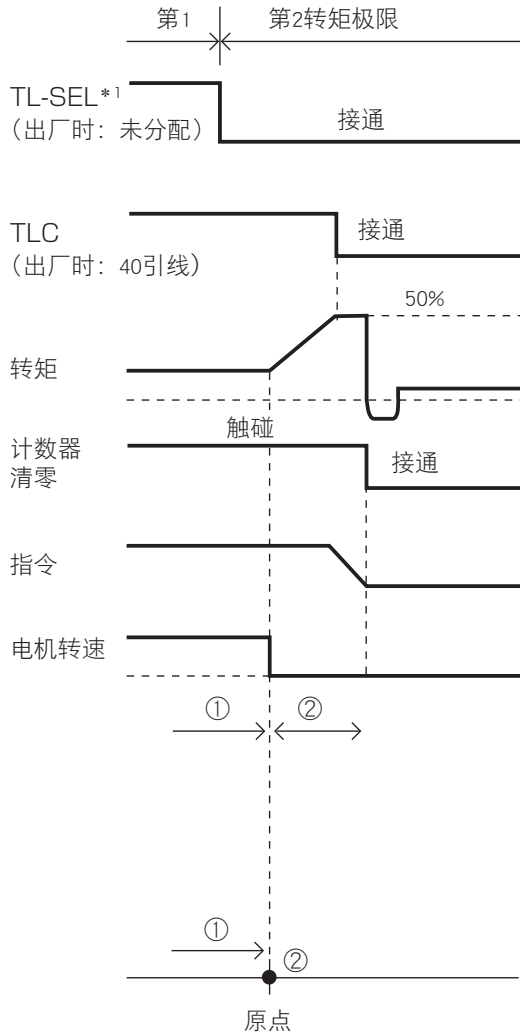 第1 第2转矩极限
TL-SEL*1
（出厂时：未分配） 接通
TLC 接通
（出厂时：40引线）
50%
转矩
触碰
计数器
清零 接通
指令
电机转速
① ②
①
②
原点